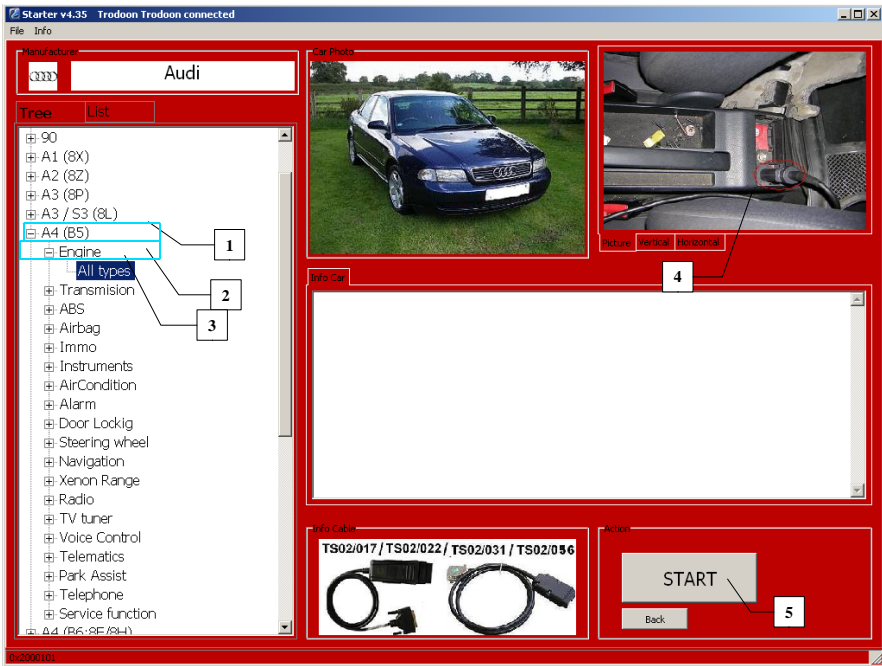 Starter v4.35 Trodoon Trodoon connected
File Info
Manufacturer
Audi
Tree List
90
A1 (8X)
A2 (8Z)
A3 (8P)
A3 / S3 (8L)
A4 (B5)
Engine
All types
Transmision
ABS
Airbag
Immo
Instruments
AirCondition
Alarm
Door Lockig
Steering wheel
Navigation
Xenon Range
Radio
TV tuner
Voice Control
Telematics
Park Assist
Telephone
Service function
A4 (B6:8E/8H)
1
2
3
Car Photo
Picture Vertical Horizontal
4
Info Car
Info Cable
TS02/017 / TS02/022 / TS02/031 / TS02/056
Action
START
Back
5
0x2000101